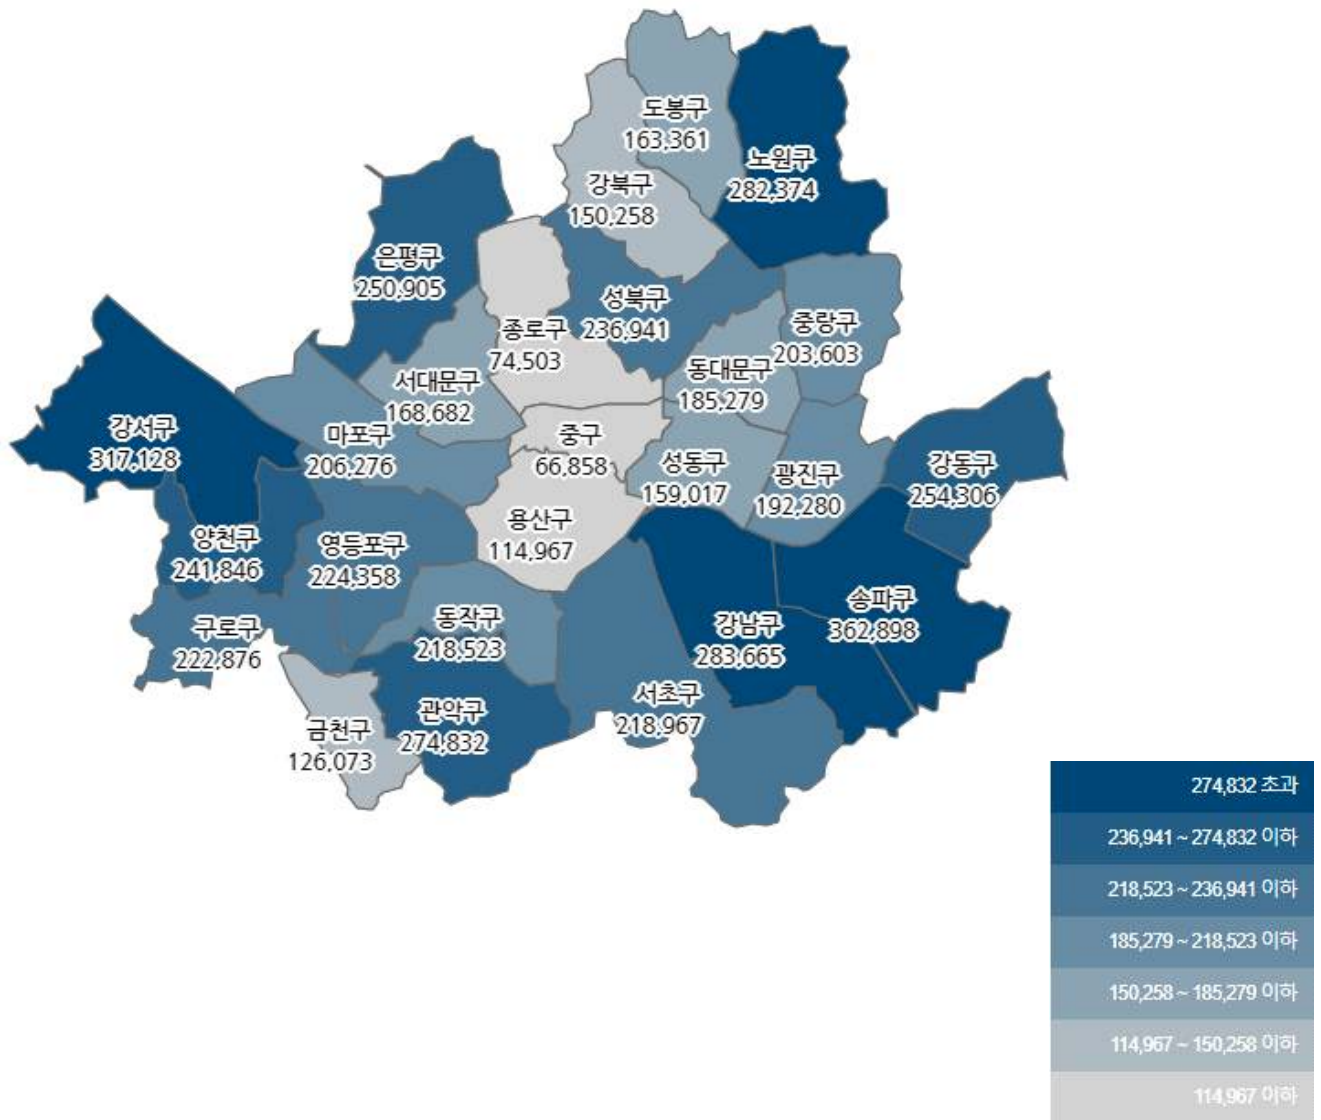 도봉구
163,361
노원구
282,374
강북구
150,258
은평구
250,905
성북구
236,941
종로구
74,503
중랑구
203,603
동대문구
185,279
서대문구
168,682
강서구
317,128
마포구
206,276
중구
66,858
성동구
159,017
광진구
192,280
강동구
254,306
양천구
241,846
영등포구
224,358
용산구
114,967
구로구
222,876
동작구
218,523
강남구
283,665
송파구
362,898
금천구
126,073
관악구
274,832
서초구
218,967
274,832 초과
236,941 ~ 274,832 이하
218,523 ~ 236,941 이하
185,279 ~ 218,523 이하
150,258 ~ 185,279 이하
114,967 ~ 150,258 이하
114,967 이하